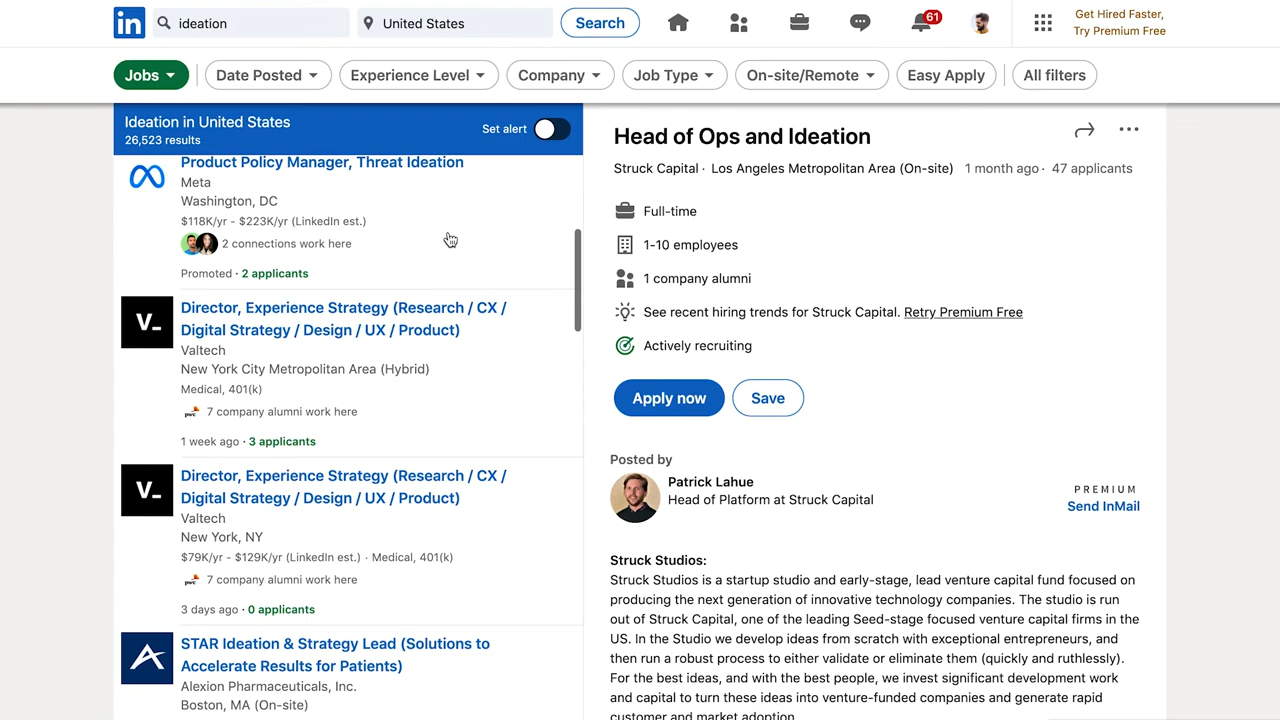 in
ideation
United States
Search
61
Get Hired Faster,
Try Premium Free
Jobs
Date Posted
Experience Level
Company
Job Type
On-site/Remote
Easy Apply
All filters
Ideation in United States
26,523 results
Set alert
Product Policy Manager, Threat Ideation
Meta
Washington, DC
$118K/yr - $223K/yr (LinkedIn est.)
2 connections work here
Promoted · 2 applicants
V_
Director, Experience Strategy (Research / CX /
Digital Strategy / Design / UX / Product)
Valtech
New York City Metropolitan Area (Hybrid)
Medical, 401(k)
pwc
7 company alumni work here
1 week ago · 3 applicants
V_
Director, Experience Strategy (Research / CX /
Digital Strategy / Design / UX / Product)
Valtech
New York, NY
$79K/yr - $129K/yr (LinkedIn est.) · Medical, 401(k)
pwc
7 company alumni work here
3 days ago · 0 applicants
STAR Ideation & Strategy Lead (Solutions to
Accelerate Results for Patients)
Alexion Pharmaceuticals, Inc.
Boston, MA (On-site)
Head of Ops and Ideation
Struck Capital · Los Angeles Metropolitan Area (On-site) 1 month ago · 47 applicants
Full-time
1-10 employees
1 company alumni
See recent hiring trends for Struck Capital. Retry Premium Free
Actively recruiting
Apply now
Save
Posted by
Patrick Lahue
Head of Platform at Struck Capital
PREMIUM
Send InMail
Struck Studios:
Struck Studios is a startup studio and early-stage, lead venture capital fund focused on
producing the next generation of innovative technology companies. The studio is run
out of Struck Capital, one of the leading Seed-stage focused venture capital firms in the
US. In the Studio we develop ideas from scratch with exceptional entrepreneurs, and
then run a robust process to either validate or eliminate them (quickly and ruthlessly).
For the best ideas, and with the best people, we invest significant development work
and capital to turn these ideas into venture-funded companies and generate rapid
customer and market adoption